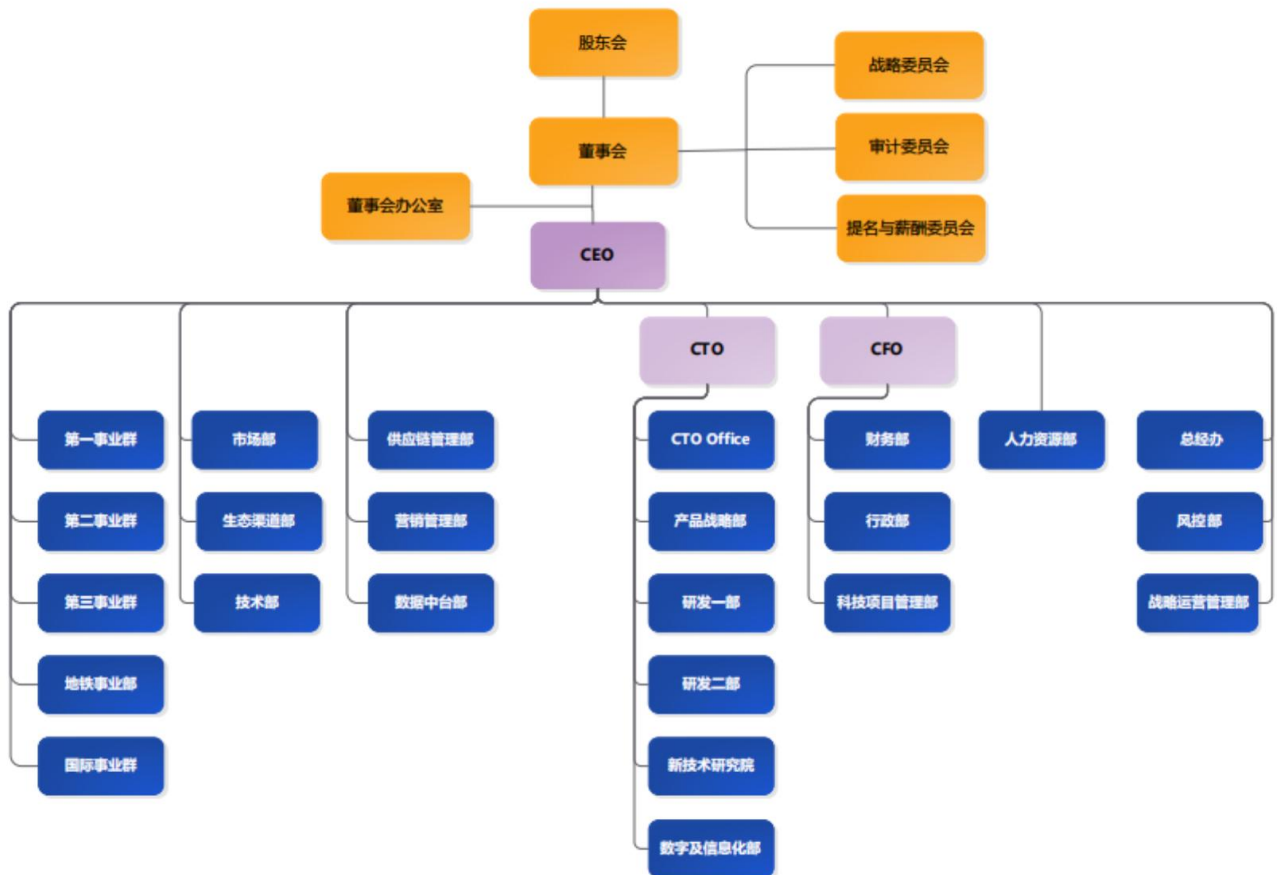 股东会
战略委员会
董事会
审计委员会
董事会办公室
提名与薪酬委员会
CEO
CTO
CFO
第一事业群
市场部
供应链管理部
CTO Office
财务部
人力资源部
总经办
第二事业群
生态渠道部
营销管理部
产品战略部
行政部
风控部
第三事业群
技术部
数据中台部
研发一部
科技项目管理部
战略运营管理部
地铁事业部
研发二部
国际事业群
新技术研究院
数字及信息化部